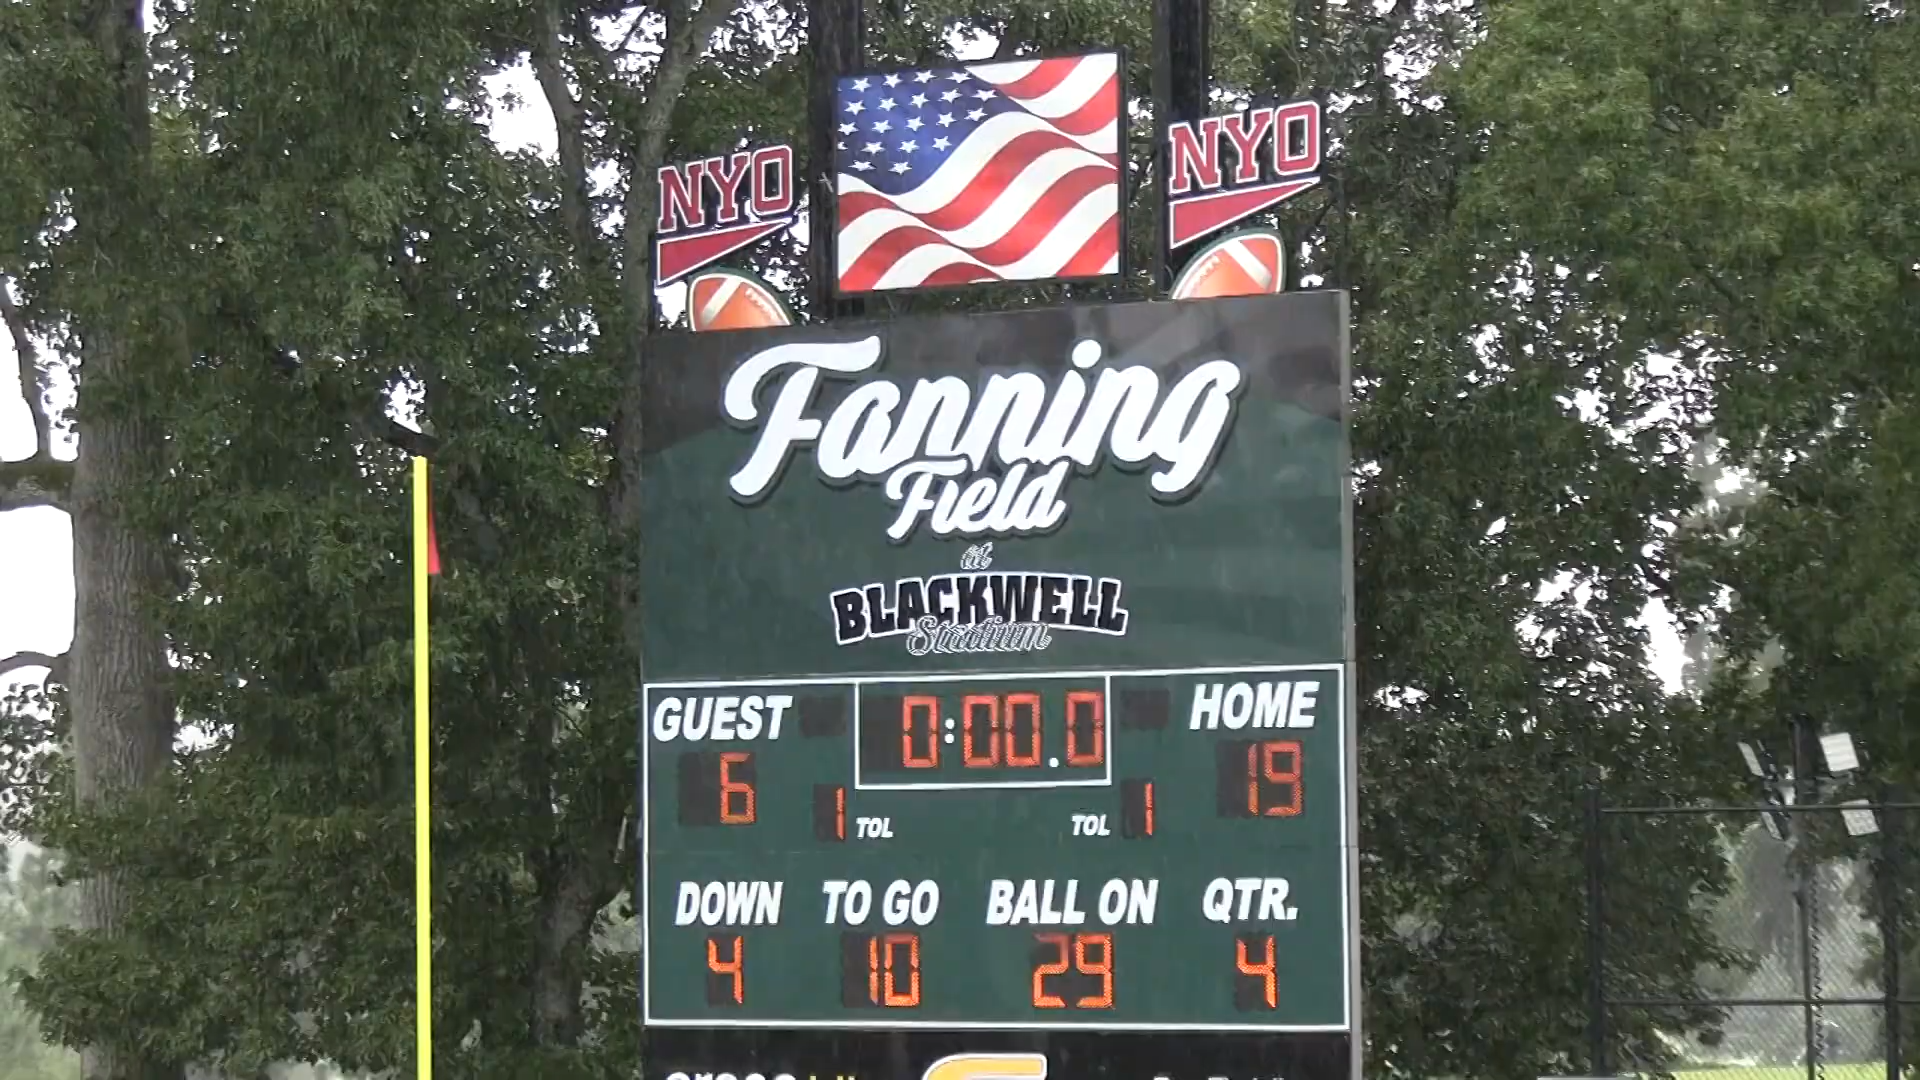 NYO NYO
Fanning
Field
at
BLACKWELL
Stadium
GUEST 0:00.0 HOME
6 1 TOL TOL 1 19
DOWN TO GO BALL ON QTR.
4 10 29 4